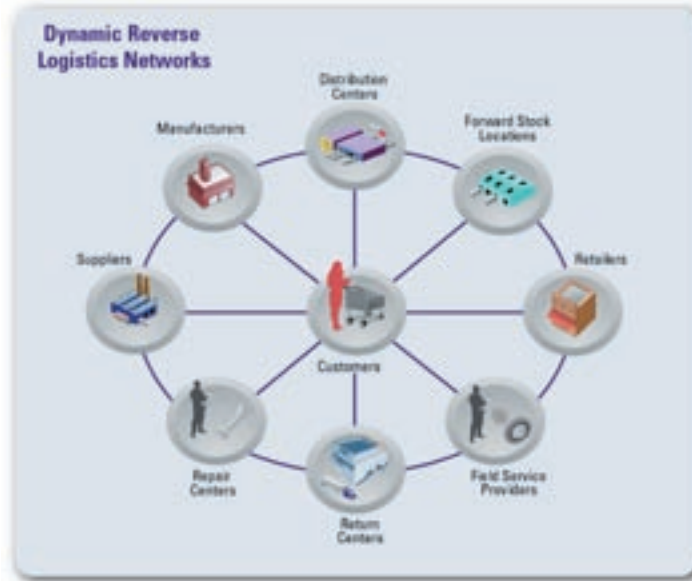 Dynamic Reverse
Logistics Networks
Distribution
Centers
Manufacturers
Forward Stock
Locations
Suppliers
Retailers
Customers
Repair
Centers
Field Service
Providers
Return
Centers